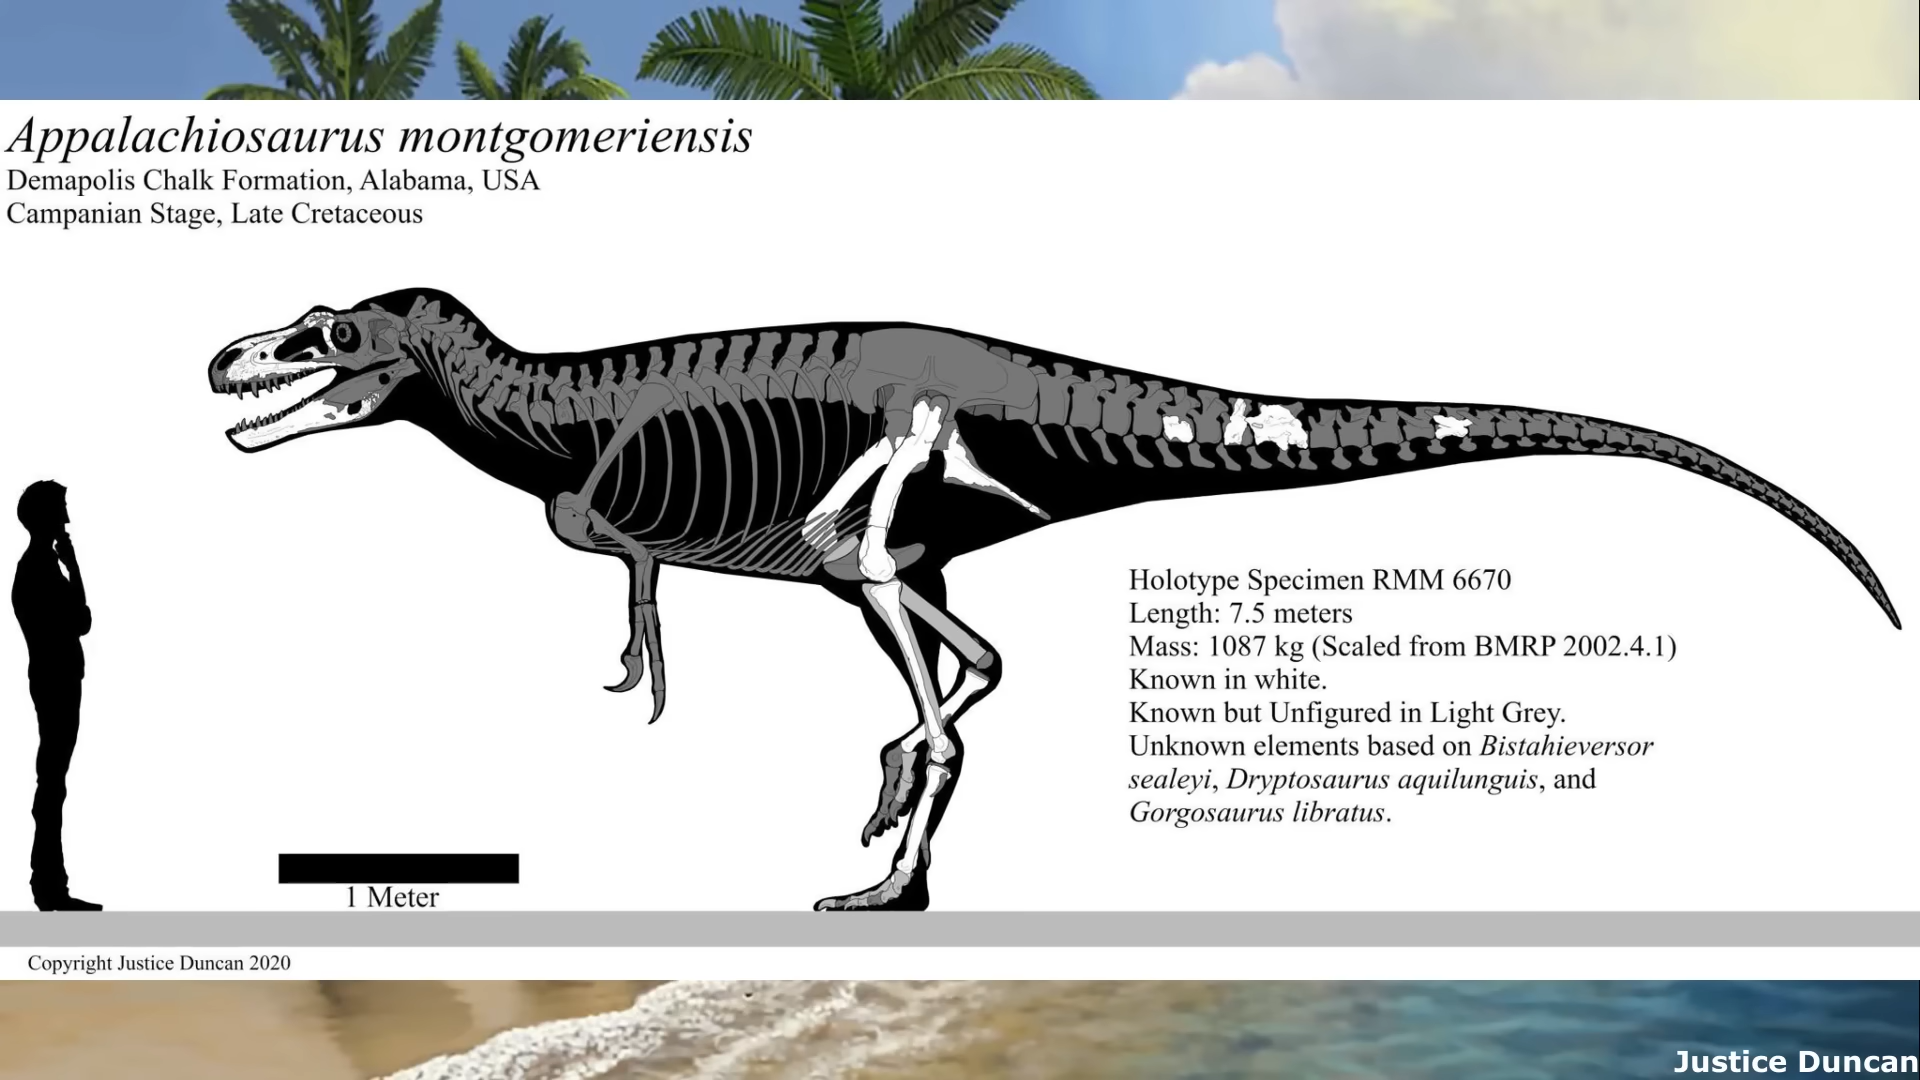 Appalachiosaurus montgomeriensis
Demapolis Chalk Formation, Alabama, USA
Campanian Stage, Late Cretaceous
Holotype Specimen RMM 6670
Length: 7.5 meters
Mass: 1087 kg (Scaled from BMRP 2002.4.1)
Known in white.
Known but Unfigured in Light Grey.
Unknown elements based on Bistahieversor
sealeyi, Dryptosaurus aquilunguis, and
Gorgosaurus libratus.
1 Meter
Copyright Justice Duncan 2020
Justice Duncan